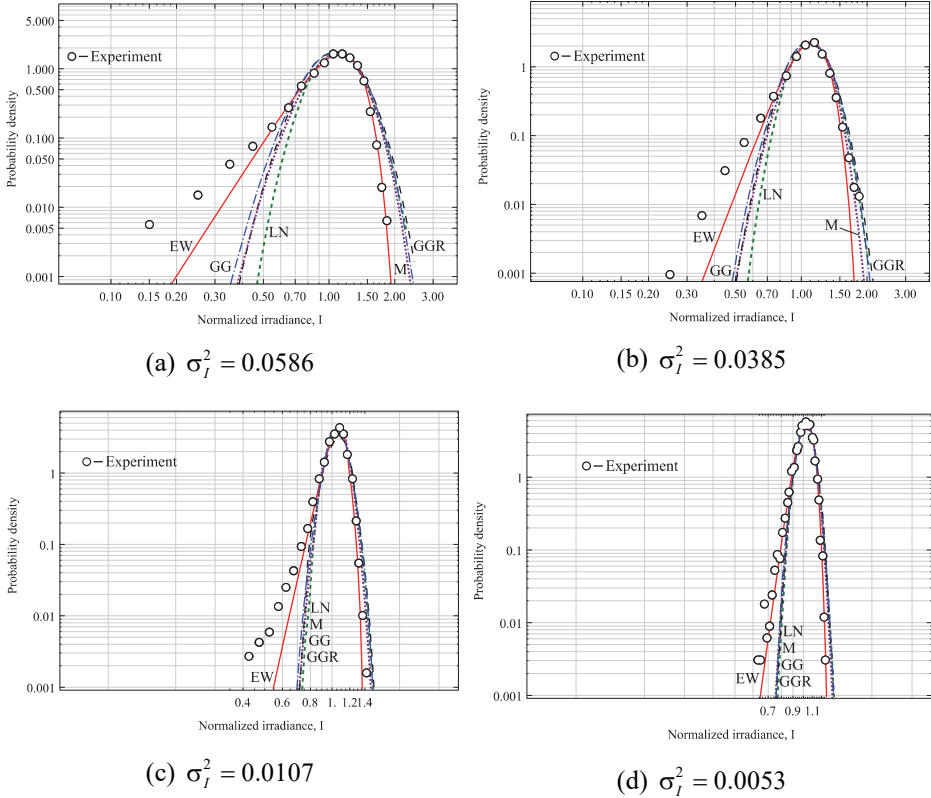 5.000
1.000
0.500
0.100
0.050
0.010
0.005
0.001
Probability density
Experiment
EW
GG
LN
M
GGR
0.10 0.15 0.20 0.30 0.50 0.70 1.00 1.50 2.00 3.00
Normalized irradiance, I
(a) σ_I^2 = 0.0586
1
0.1
0.01
0.001
Probability density
Experiment
EW
GG
LN
M
GGR
0.10 0.20 0.30 0.50 0.70 1.00 1.50 2.00 3.00
Normalized irradiance, I
(b) σ_I^2 = 0.0385
1
0.1
0.01
0.001
Probability density
Experiment
LN
M
GG
GGR
EW
0.4 0.6 0.8 1. 1.21.4
Normalized irradiance, I
(c) σ_I^2 = 0.0107
1
0.1
0.01
0.001
Probability density
Experiment
LN
M
GG
GGR
EW
0.7 0.9 1.1
Normalized irradiance, I
(d) σ_I^2 = 0.0053